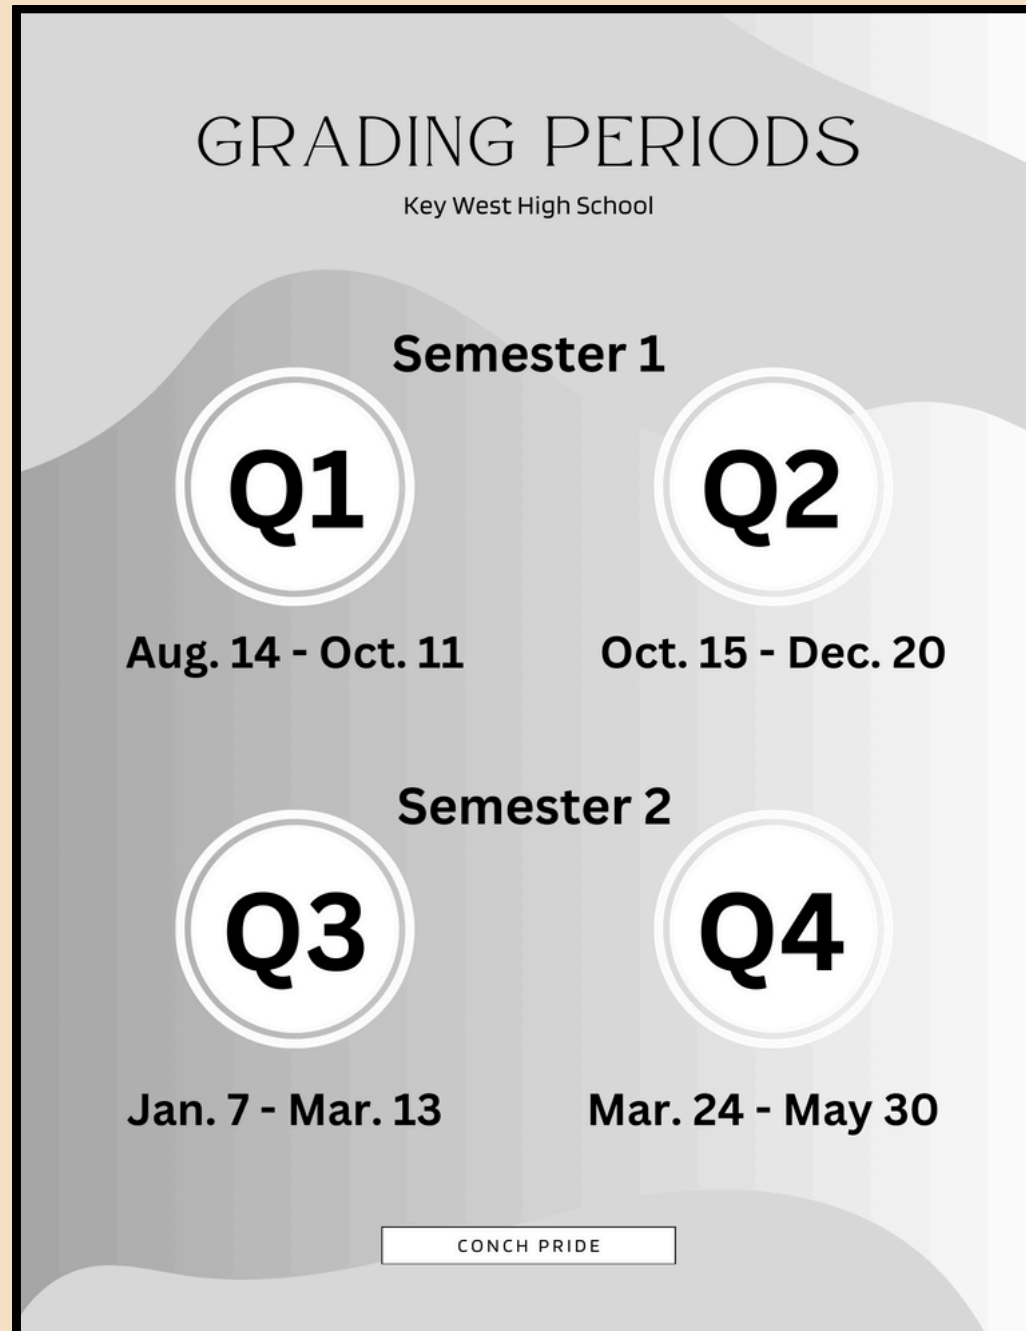 GRADING PERIODS
Key West High School
Semester 1
Q1
Q2
Aug. 14 - Oct. 11
Oct. 15 - Dec. 20
Semester 2
Q3
Q4
Jan. 7 - Mar. 13
Mar. 24 - May 30
CONCH PRIDE